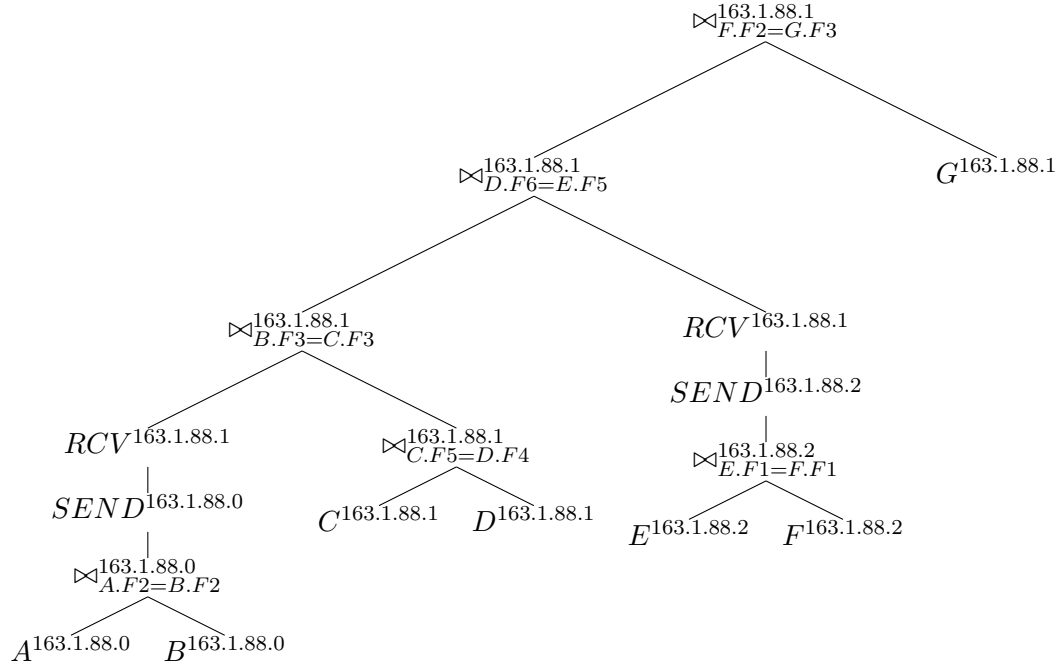 ⋈163.1.88.1 F.F2=G.F3
⋈163.1.88.1 D.F6=E.F5
G163.1.88.1
⋈163.1.88.1 B.F3=C.F3
RCV163.1.88.1
SEND163.1.88.2
RCV163.1.88.1
⋈163.1.88.1 C.F5=D.F4
⋈163.1.88.2 E.F1=F.F1
SEND163.1.88.0
C163.1.88.1 D163.1.88.1
E163.1.88.2 F163.1.88.2
⋈163.1.88.0 A.F2=B.F2
A163.1.88.0 B163.1.88.0